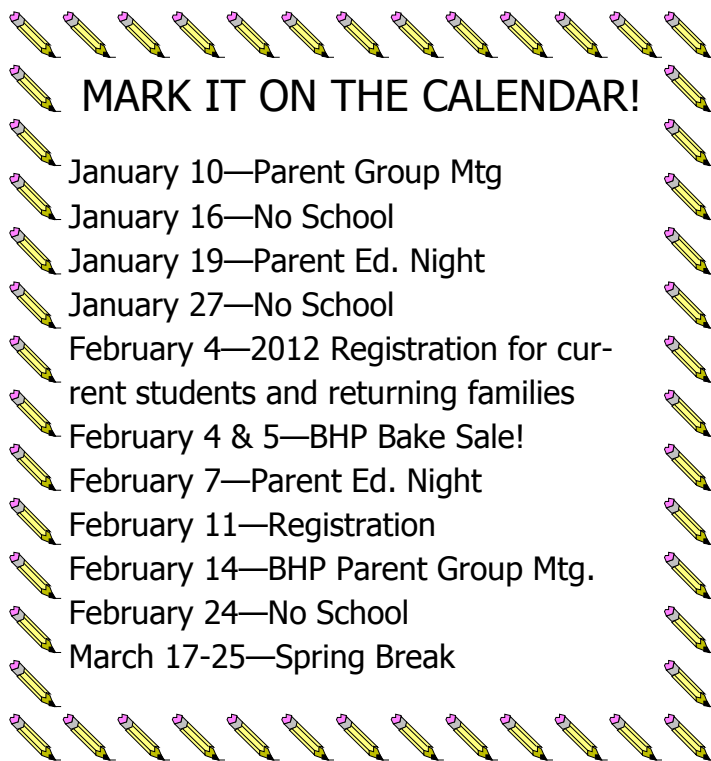 MARK IT ON THE CALENDAR!
January 10—Parent Group Mtg
January 16—No School
January 19—Parent Ed. Night
January 27—No School
February 4—2012 Registration for cur-
rent students and returning families
February 4 & 5—BHP Bake Sale!
February 7—Parent Ed. Night
February 11—Registration
February 14—BHP Parent Group Mtg.
February 24—No School
March 17-25—Spring Break